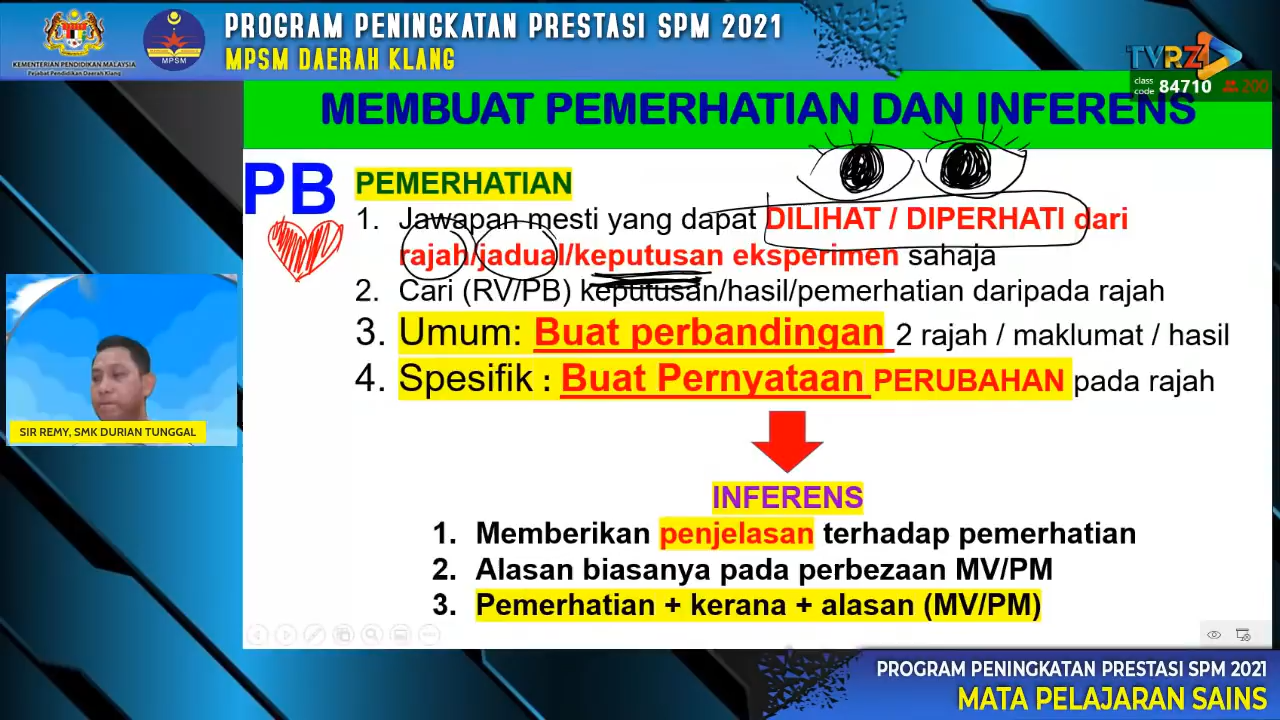 KEMENTERIAN PENDIDIKAN MALAYSIA
Pejabat Pendidikan Daerah Klang
MPSM
PROGRAM PENINGKATAN PRESTASI SPM 2021
MPSM DAERAH KLANG
TVRZ
class code 84710 200
MEMBUAT PEMERHATIAN DAN INFERENS
PB
PEMERHATIAN
1. Jawapan mesti yang dapat DILIHAT / DIPERHATI dari
rajah/jadual/keputusan eksperimen sahaja
2. Cari (RV/PB) keputusan/hasil/pemerhatian daripada rajah
3. Umum: Buat perbandingan 2 rajah / maklumat / hasil
4. Spesifik : Buat Pernyataan PERUBAHAN pada rajah
INFERENS
1. Memberikan penjelasan terhadap pemerhatian
2. Alasan biasanya pada perbezaan MV/PM
3. Pemerhatian + kerana + alasan (MV/PM)
SIR REMY, SMK DURIAN TUNGGAL
PROGRAM PENINGKATAN PRESTASI SPM 2021
MATA PELAJARAN SAINS